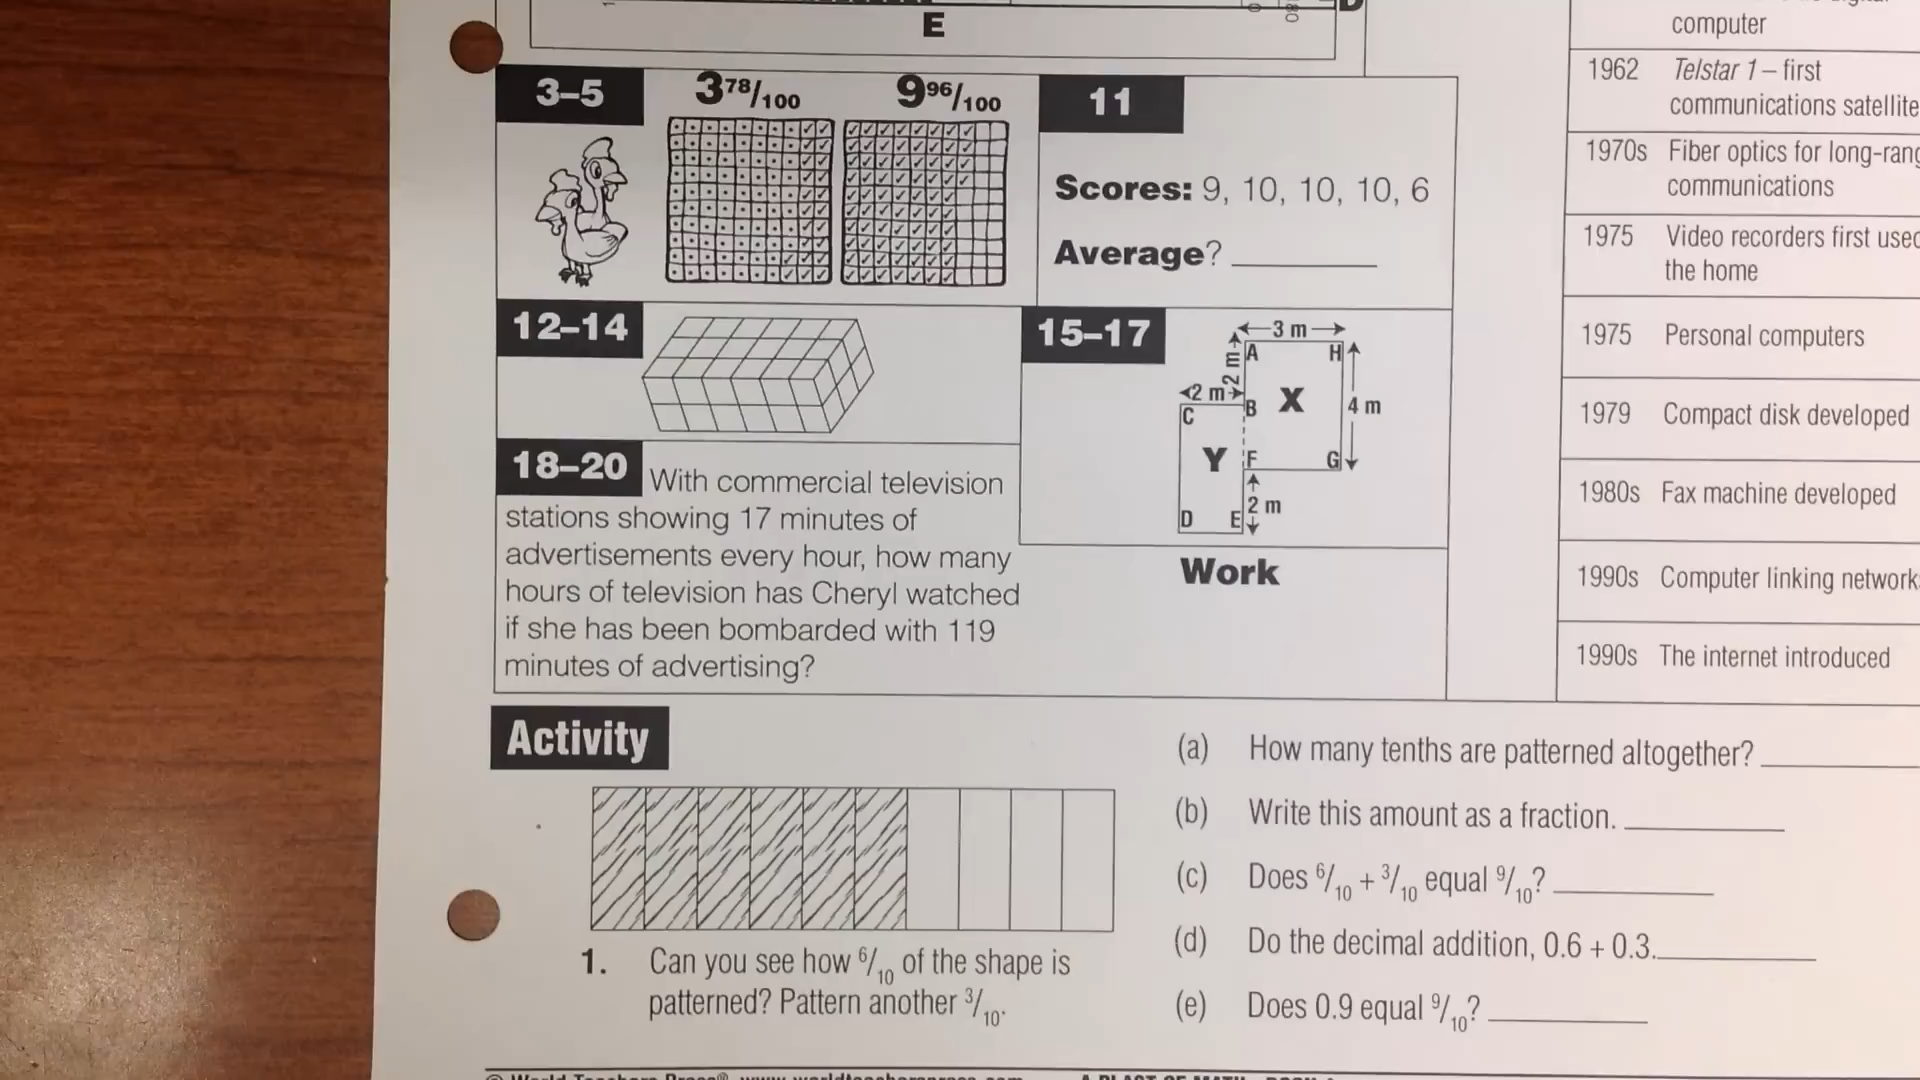 E
3–5
3 78/100
9 96/100
11
Scores: 9, 10, 10, 10, 6
Average?
12–14
15–17
3 m
A
H
2 m
2 m
C
B
X
4 m
Y
F
G
2 m
D
E
18–20
With commercial television
stations showing 17 minutes of
advertisements every hour, how many
hours of television has Cheryl watched
if she has been bombarded with 119
minutes of advertising?
Work
computer
1962 Telstar 1 – first
communications satellite
1970s Fiber optics for
communications
1975 Video recorders first
the home
1975 Personal computers
1979 Compact disk developed
1980s Fax machine developed
1990s Computer linking
1990s The internet introduced
Activity
1. Can you see how 6/10 of the shape is
patterned? Pattern another 3/10.
(a) How many tenths are patterned altogether?
(b) Write this amount as a fraction.
(c) Does 6/10 + 3/10 equal 9/10?
(d) Do the decimal addition, 0.6 + 0.3.
(e) Does 0.9 equal 9/10?